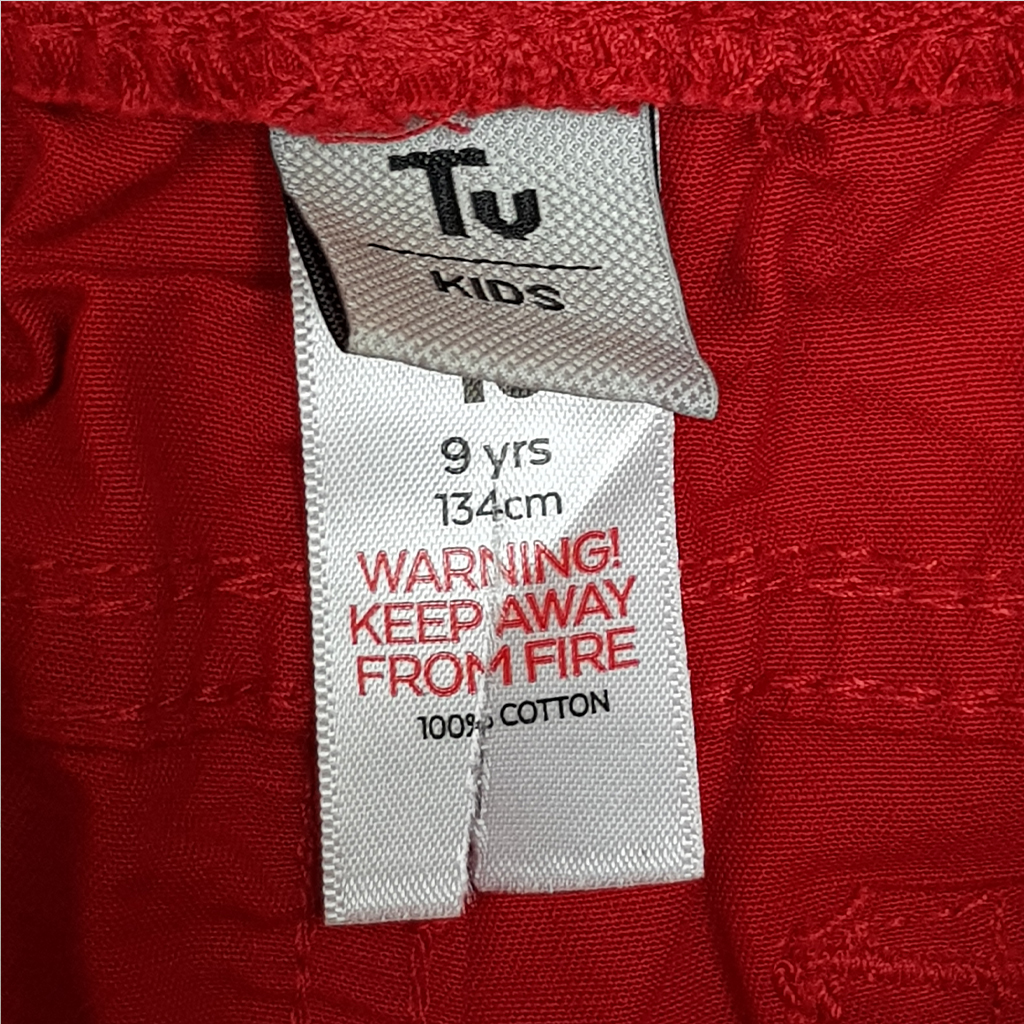 Tu
KIDS
9 yrs
134cm
WARNING!
KEEP AWAY
FROM FIRE
100% COTTON